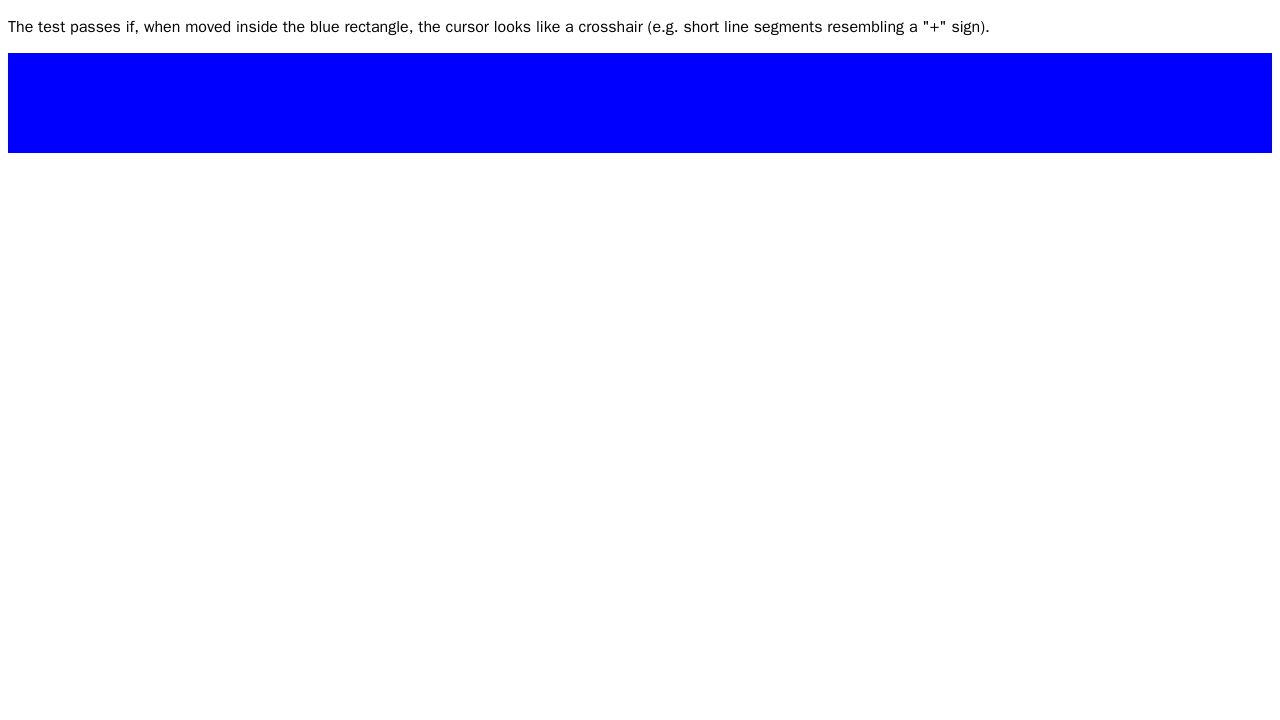 The test passes if, when moved inside the blue rectangle, the cursor looks like a crosshair (e.g. short line segments resembling a "+" sign).